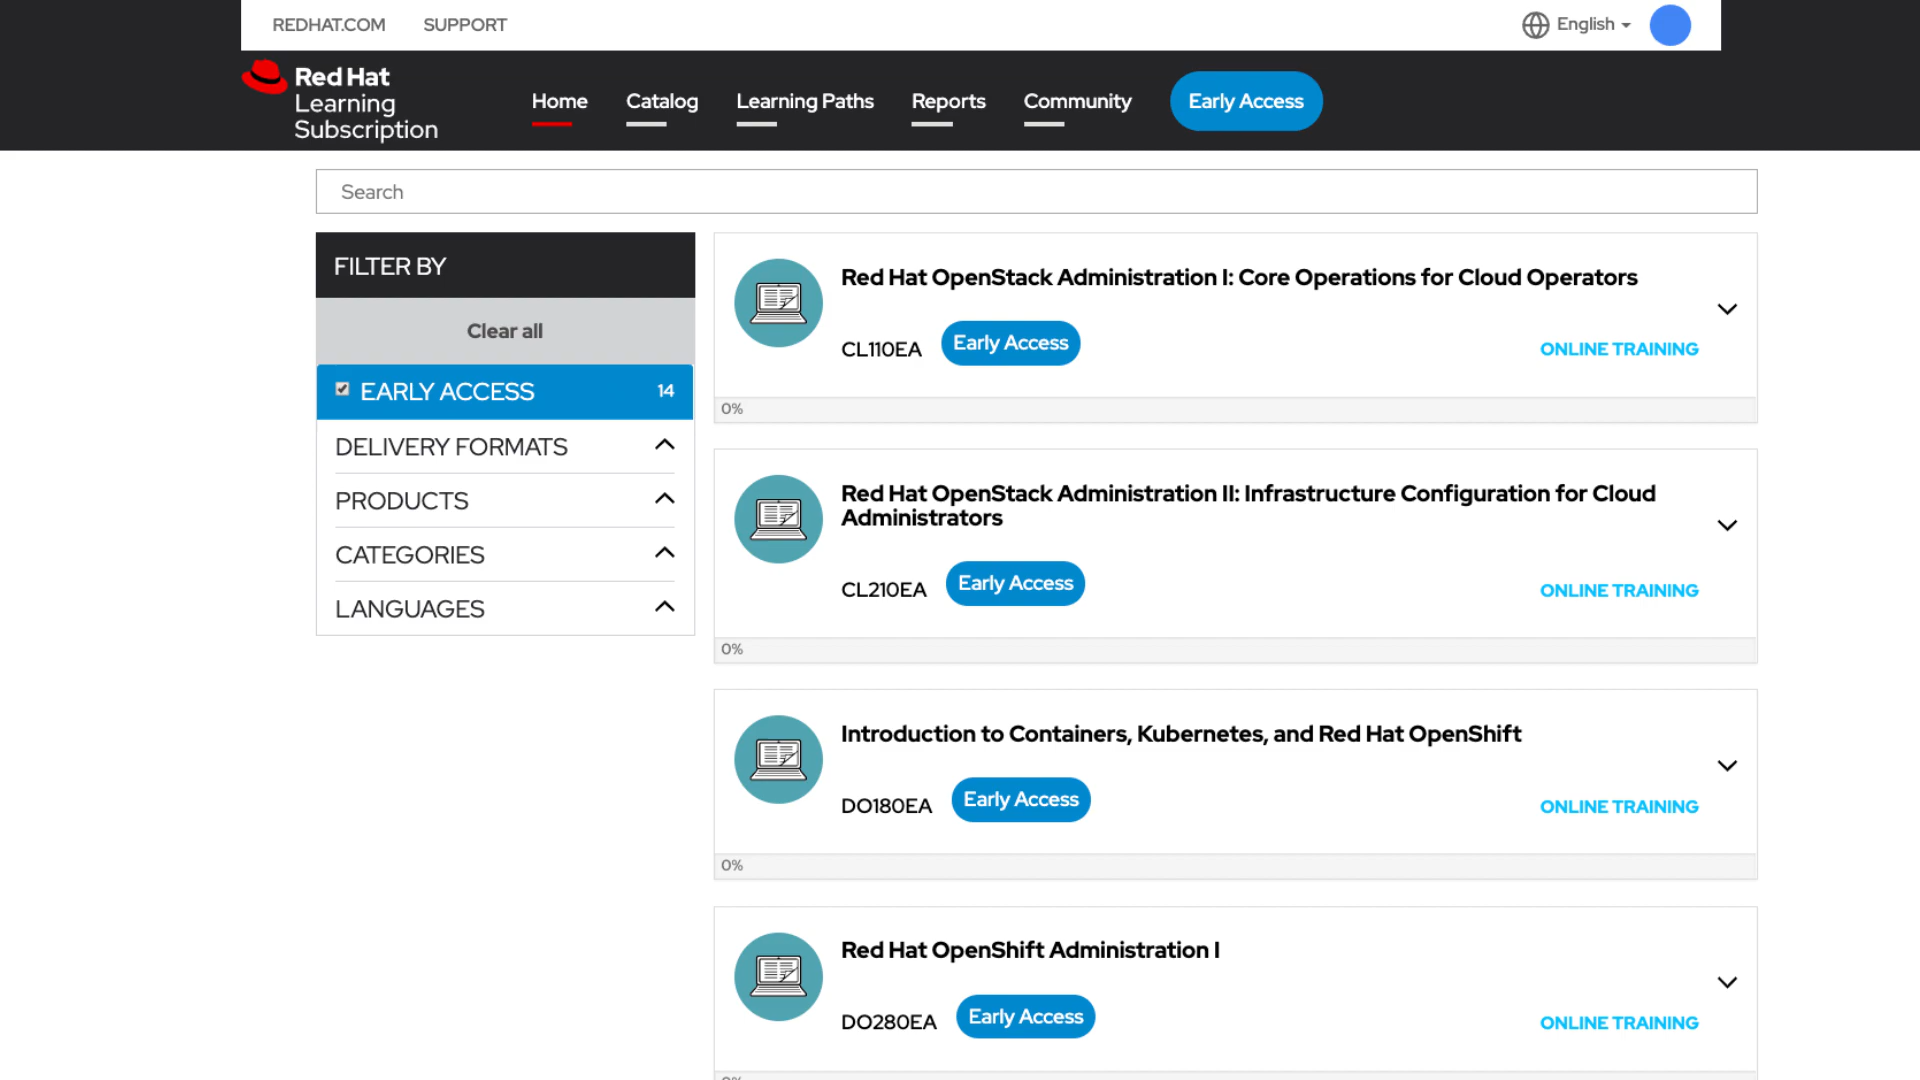 REDHAT.COM SUPPORT English
Red Hat
Learning
Subscription
Home Catalog Learning Paths Reports Community Early Access
Search
FILTER BY
Clear all
EARLY ACCESS 14
DELIVERY FORMATS
PRODUCTS
CATEGORIES
LANGUAGES
Red Hat OpenStack Administration I: Core Operations for Cloud Operators
CL110EA Early Access ONLINE TRAINING
0%
Red Hat OpenStack Administration II: Infrastructure Configuration for Cloud
Administrators
CL210EA Early Access ONLINE TRAINING
0%
Introduction to Containers, Kubernetes, and Red Hat OpenShift
DO180EA Early Access ONLINE TRAINING
0%
Red Hat OpenShift Administration I
DO280EA Early Access ONLINE TRAINING